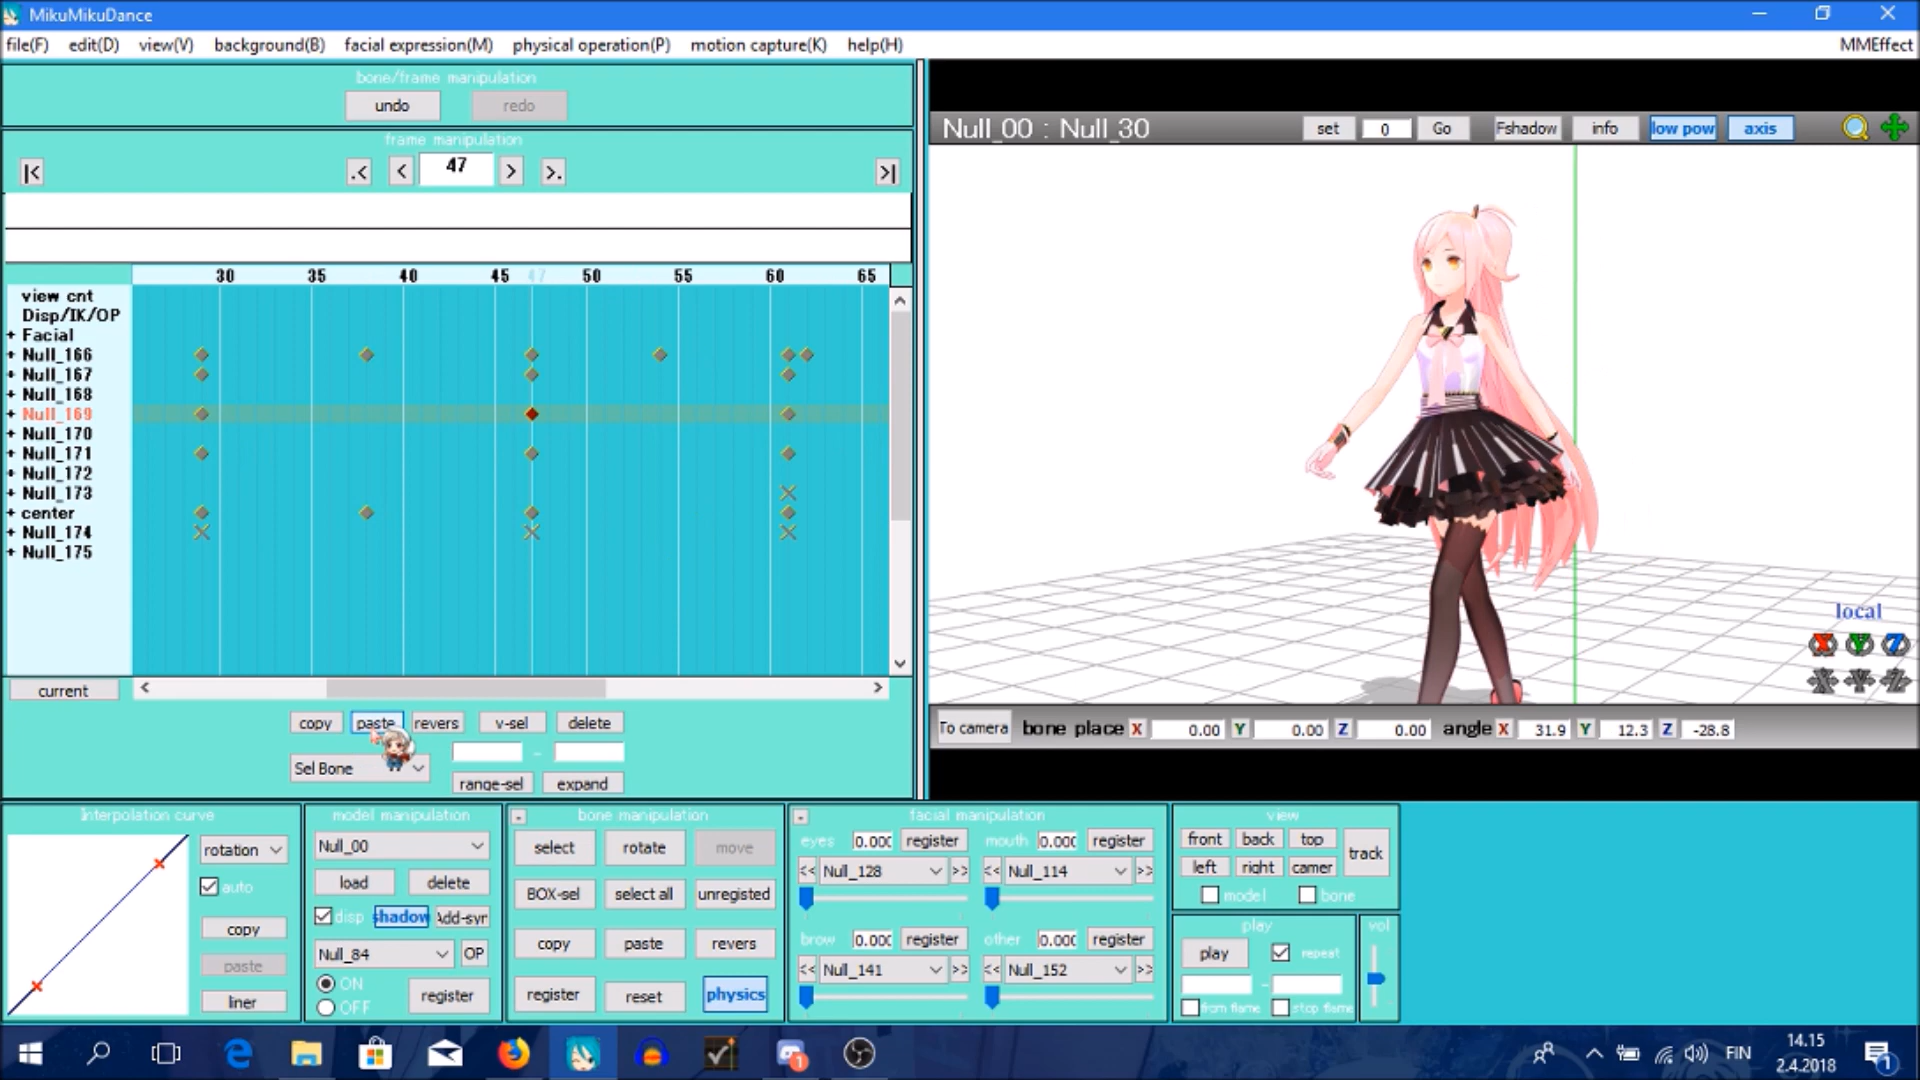 MikuMikuDance
file(F) edit(D) view(V) background(B) facial expression(M) physical operation(P) motion capture(K) help(H) MMEffect
bone/frame manipulation
undo redo
frame manipulation
|< .< < 47 > >. >|
30 35 40 45 47 50 55 60 65
view cnt
Disp/IK/OP
+ Facial
+ Null_166
+ Null_167
+ Null_168
+ Null_169
+ Null_170
+ Null_171
+ Null_172
+ Null_173
+ center
+ Null_174
+ Null_175
current < >
copy paste revers v-sel delete
Sel Bone -
range-sel expand
Null_00 : Null_30 set 0 Go Fshadow info low pow axis
local
X Y Z
X Y Z
To camera bone place X 0.00 Y 0.00 Z 0.00 angle X 31.9 Y 12.3 Z -28.8
interpolation curve
rotation
auto
copy
paste
liner
model manipulation
Null_00
load delete
disp shadow Add-syn
Null_84 OP
ON
OFF
register
- bone manipulation
select rotate move
BOX-sel select all unregisted
copy paste revers
register reset physics
- facial manipulation
eyes 0.000 register mouth 0.000 register
<< Null_128 >> << Null_114 >>
brow 0.000 register other 0.000 register
<< Null_141 >> << Null_152 >>
view
front back top
left right camer
track
model bone
play
play repeat
-
from flame stop flame
vol
FIN
14.15
2.4.2018
1
1